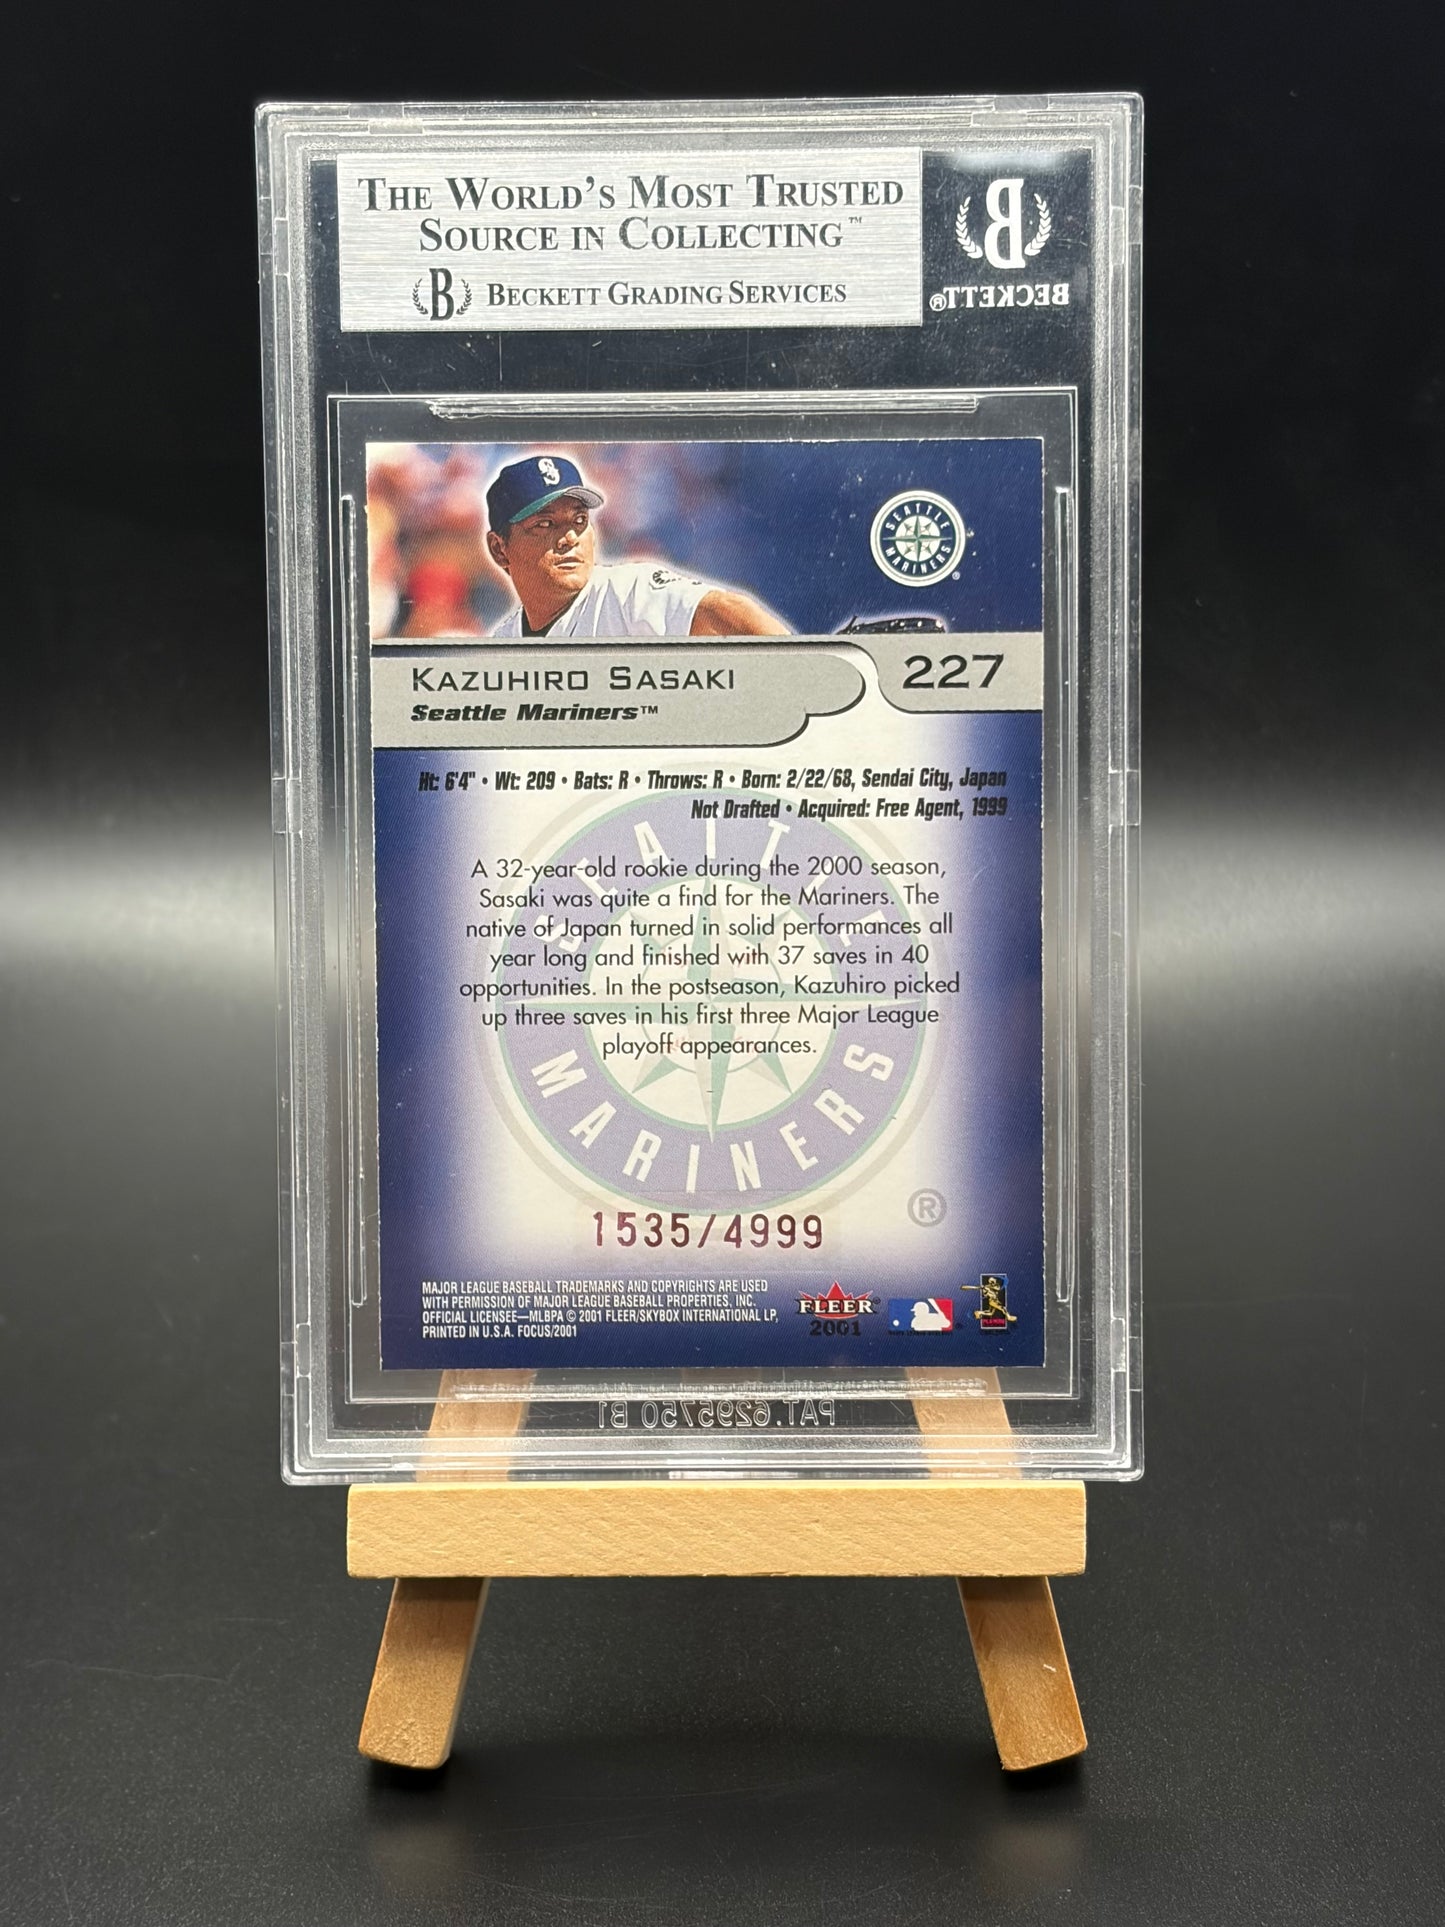 THE WORLD'S MOST TRUSTED
SOURCE IN COLLECTING™
B BECKETT GRADING SERVICES
B
BECKETT®
S
SEATTLE
MARINERS
®
KAZUHIRO SASAKI
227
Seattle Mariners™
Ht: 6'4" • Wt: 209 • Bats: R • Throws: R • Born: 2/22/68, Sendai City, Japan
Not Drafted • Acquired: Free Agent, 1999
SEATTLE
A 32-year-old rookie during the 2000 season,
Sasaki was quite a find for the Mariners. The
native of Japan turned in solid performances all
year long and finished with 37 saves in 40
opportunities. In the postseason, Kazuhiro picked
up three saves in his first three Major League
playoff appearances.
MARINERS
®
1535/4999
MAJOR LEAGUE BASEBALL TRADEMARKS AND COPYRIGHTS ARE USED
WITH PERMISSION OF MAJOR LEAGUE BASEBALL PROPERTIES, INC.
OFFICIAL LICENSEE—MLBPA © 2001 FLEER/SKYBOX INTERNATIONAL LP,
PRINTED IN U.S.A. FOCUS/2001
FLEER
2001
PAT. 6295750 B1